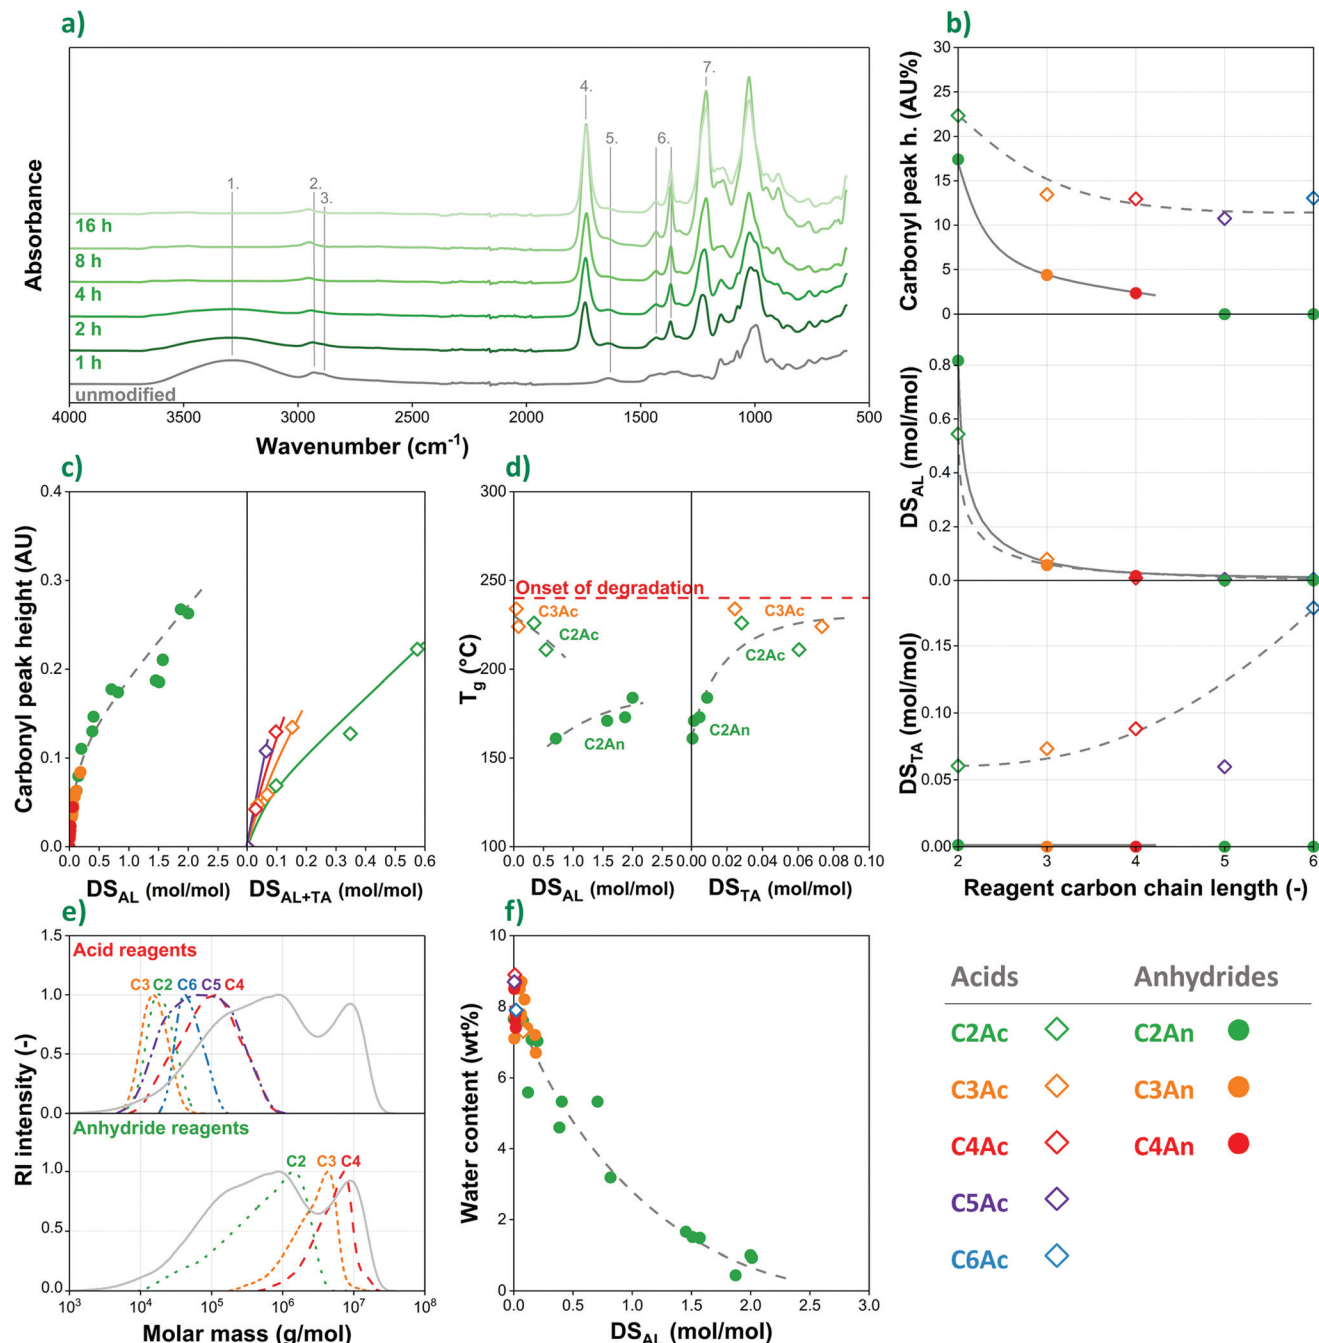 a)
Absorbance
1.
2.
3.
4.
5.
6.
7.
16 h
8 h
4 h
2 h
1 h
unmodified
4000 3500 3000 2500 2000 1500 1000 500
Wavenumber (cm-1)
b)
Carbonyl peak h. (AU%)
30
25
20
15
10
5
0
DSAL (mol/mol)
0.8
0.6
0.4
0.2
0.0
DSTA (mol/mol)
0.15
0.10
0.05
0.00
2 3 4 5 6
Reagent carbon chain length (-)
c)
Carbonyl peak height (AU)
0.4
0.3
0.2
0.1
0.0
0.0 0.5 1.0 1.5 2.0 2.5
0.0 0.1 0.2 0.3 0.4 0.5 0.6
DSAL (mol/mol)
DSAL+TA (mol/mol)
d)
Tg (°C)
300
250
200
150
100
Onset of degradation
C3Ac
C2Ac
C2An
C3Ac
C2Ac
C2An
0.0 0.5 1.0 1.5 2.0 2.5
0.00 0.02 0.04 0.06 0.08 0.10
DSAL (mol/mol)
DSTA (mol/mol)
e)
RI intensity (-)
1.5
1.0
0.5
0.0
Acid reagents
C3 C2 C6 C5 C4
1.0
0.5
0.0
Anhydride reagents
C2 C3 C4
10³ 10⁴ 10⁵ 10⁶ 10⁷ 10⁸
Molar mass (g/mol)
f)
Water content (wt%)
10
8
6
4
2
0
0.0 0.5 1.0 1.5 2.0 2.5 3.0
DSAL (mol/mol)
Acids Anhydrides
C2Ac C2An
C3Ac C3An
C4Ac C4An
C5Ac
C6Ac